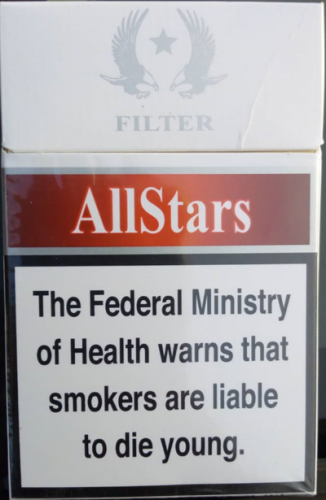 FILTER
AllStars
The Federal Ministry
of Health warns that
smokers are liable
to die young.